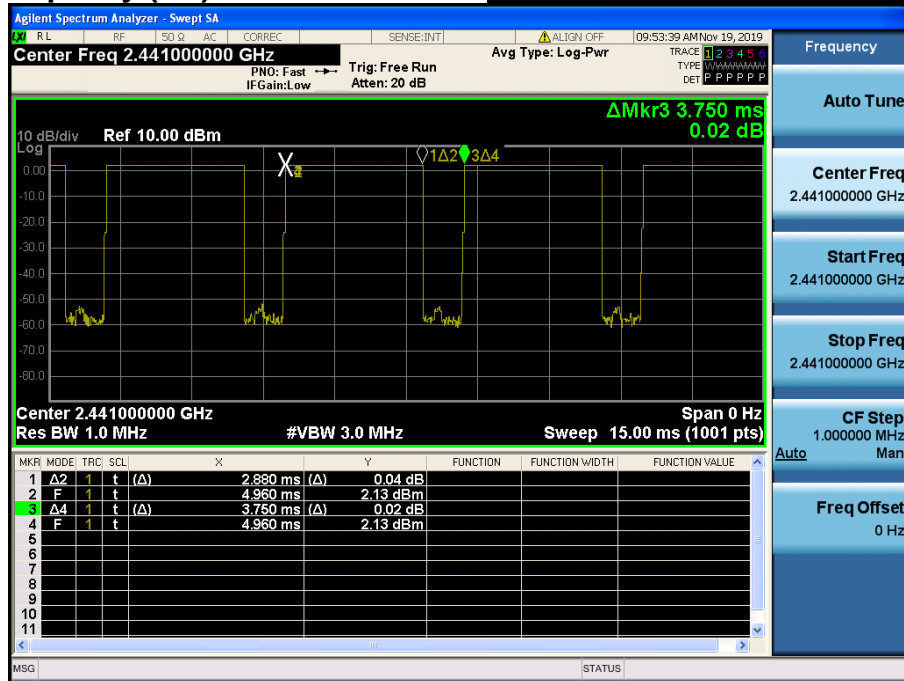 Agilent Spectrum Analyzer - Swept SA
LXI RL RF 50 Ω AC CORREC SENSE:INT ALIGN OFF 09:53:39 AM Nov 19, 2019
Center Freq 2.441000000 GHz
PNO: Fast
IFGain:Low
Trig: Free Run
Atten: 20 dB
Avg Type: Log-Pwr
TRACE 1 2 3 4 5 6
TYPE
DET P P P P P P
ΔMkr3 3.750 ms
0.02 dB
10 dB/div Ref 10.00 dBm
Log
0.00
-10.0
-20.0
-30.0
-40.0
-50.0
-60.0
-70.0
-80.0
X
1Δ2 3Δ4
Center 2.441000000 GHz Span 0 Hz
Res BW 1.0 MHz #VBW 3.0 MHz Sweep 15.00 ms (1001 pts)
MKR MODE TRC SCL X Y FUNCTION FUNCTION WIDTH FUNCTION VALUE
1 Δ2 1 t (Δ) 2.880 ms (Δ) 0.04 dB
2 F 1 t 4.960 ms 2.13 dBm
3 Δ4 1 t (Δ) 3.750 ms (Δ) 0.02 dB
4 F 1 t 4.960 ms 2.13 dBm
5
6
7
8
9
10
11
MSG STATUS
Frequency
Auto Tune
Center Freq
2.441000000 GHz
Start Freq
2.441000000 GHz
Stop Freq
2.441000000 GHz
CF Step
1.000000 MHz
Auto Man
Freq Offset
0 Hz